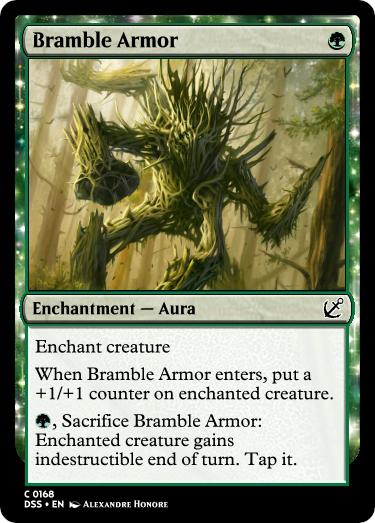 Bramble Armor
Enchantment — Aura
Enchant creature
When Bramble Armor enters, put a
+1/+1 counter on enchanted creature.
, Sacrifice Bramble Armor:
Enchanted creature gains
indestructible end of turn. Tap it.
C 0168
DSS • EN Alexandre Honore